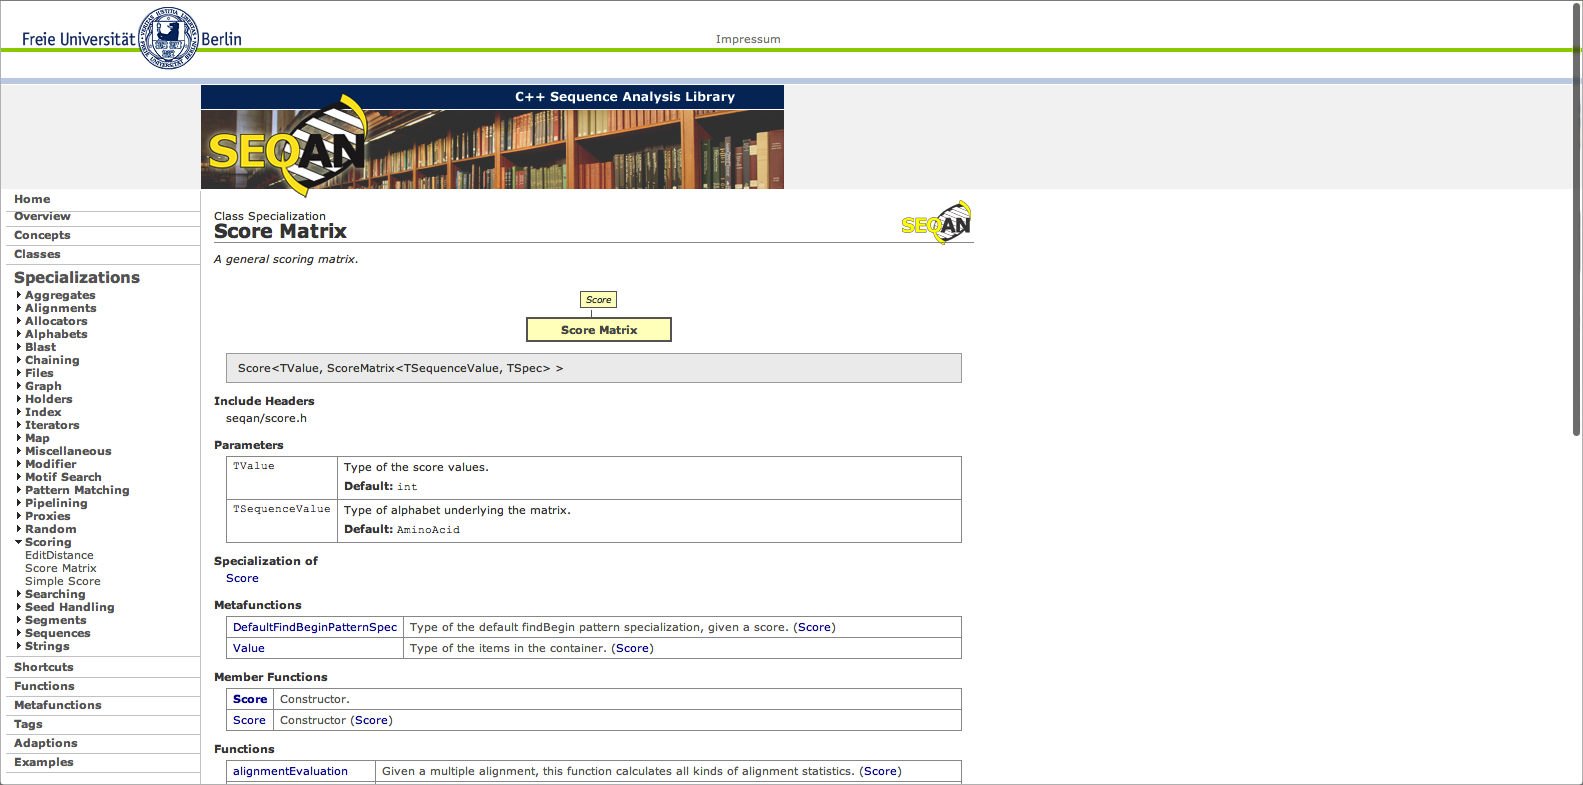 Freie Universität Berlin
Impressum
C++ Sequence Analysis Library
SEQAN
Home
Overview
Concepts
Classes
Specializations
Aggregates
Alignments
Allocators
Alphabets
Blast
Chaining
Files
Graph
Holders
Index
Iterators
Map
Miscellaneous
Modifier
Motif Search
Pattern Matching
Pipelining
Proxies
Random
Scoring
EditDistance
Score Matrix
Simple Score
Searching
Seed Handling
Segments
Sequences
Strings
Shortcuts
Functions
Metafunctions
Tags
Adaptions
Examples
Class Specialization
Score Matrix
SEQAN
A general scoring matrix.
Score
Score Matrix
Score<TValue, ScoreMatrix<TSequenceValue, TSpec> >
Include Headers
seqan/score.h
Parameters
TValue Type of the score values.
Default: int
TSequenceValue Type of alphabet underlying the matrix.
Default: AminoAcid
Specialization of
Score
Metafunctions
DefaultFindBeginPatternSpec Type of the default findBegin pattern specialization, given a score. (Score)
Value Type of the items in the container. (Score)
Member Functions
Score Constructor.
Score Constructor (Score)
Functions
alignmentEvaluation Given a multiple alignment, this function calculates all kinds of alignment statistics. (Score)